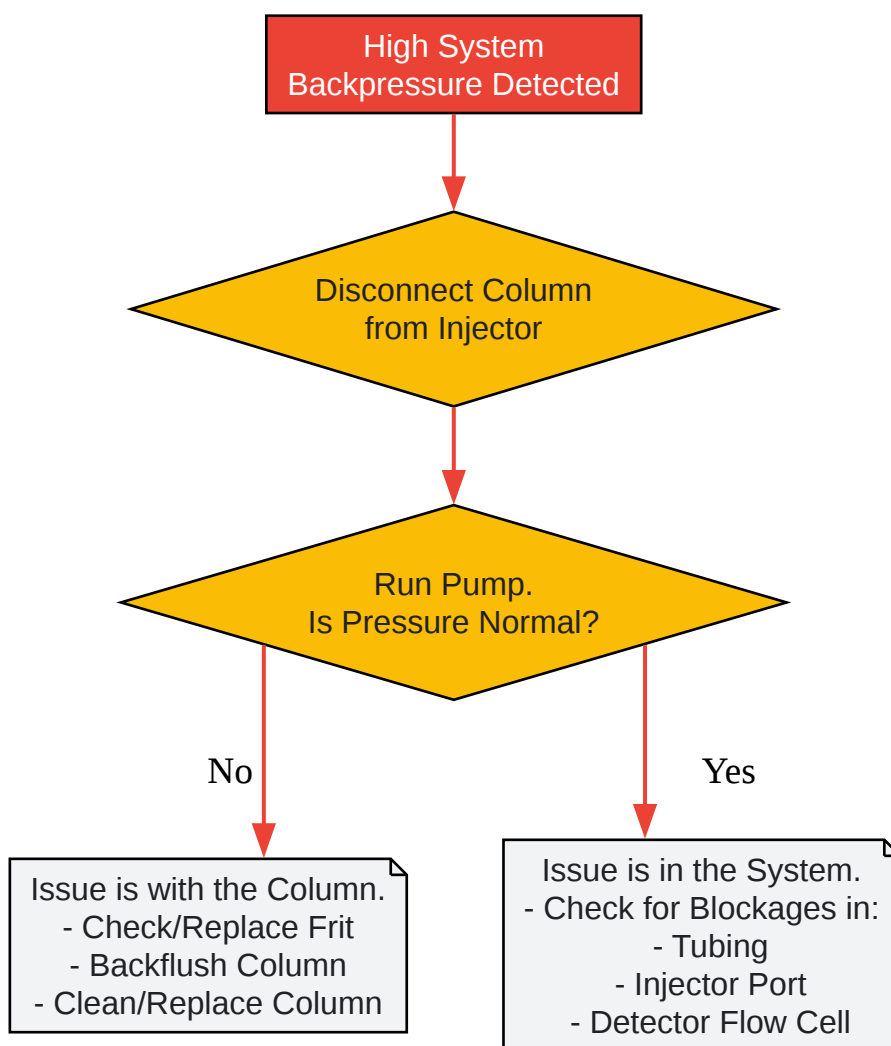 High System
Backpressure Detected
Disconnect Column
from Injector
Run Pump.
Is Pressure Normal?
No
Yes
Issue is with the Column.
- Check/Replace Frit
- Backflush Column
- Clean/Replace Column
Issue is in the System.
- Check for Blockages in:
- Tubing
- Injector Port
- Detector Flow Cell